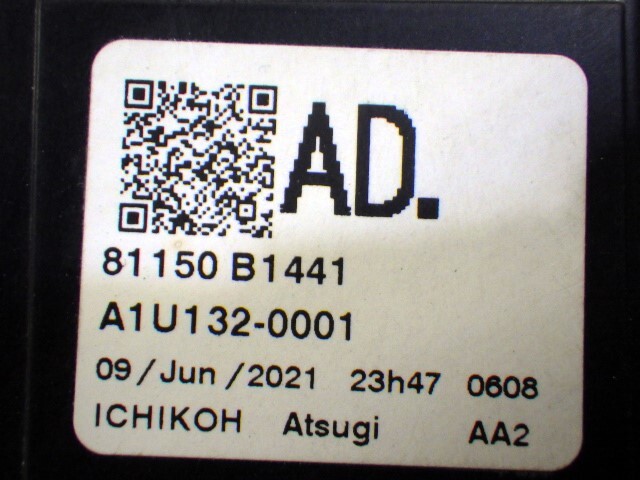 AD.
81150 B1441
A1U132-0001
09/Jun/2021 23h47 0608
ICHIKOH Atsugi AA2